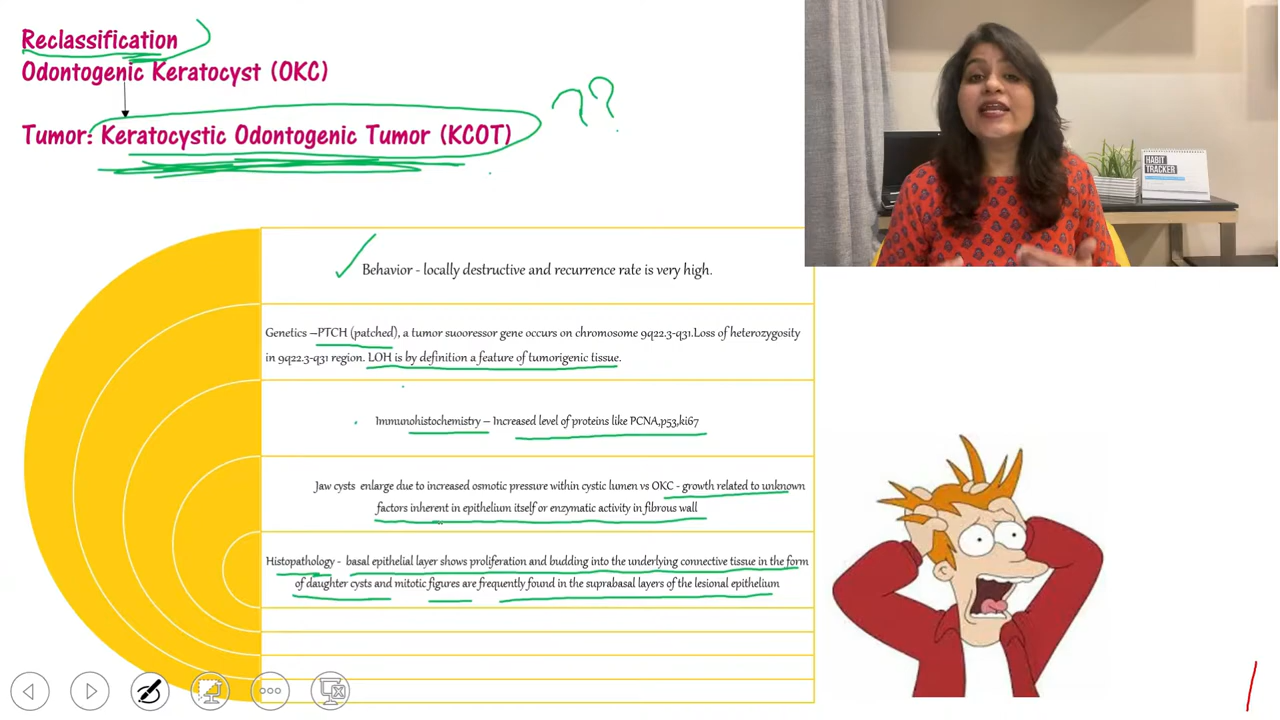 Reclassification
Odontogenic Keratocyst (OKC)
Tumor: Keratocystic Odontogenic Tumor (KCOT)
??
HABIT
TRACKER
Behavior - locally destructive and recurrence rate is very high.
Genetics –PTCH (patched), a tumor suooressor gene occurs on chromosome 9q22.3-q31.Loss of heterozygosity
in 9q22.3-q31 region. LOH is by definition a feature of tumorigenic tissue.
Immunohistochemistry – Increased level of proteins like PCNA,p53,ki67
Jaw cysts enlarge due to increased osmotic pressure within cystic lumen vs OKC - growth related to unknown
factors inherent in epithelium itself or enzymatic activity in fibrous wall
Histopathology - basal epithelial layer shows proliferation and budding into the underlying connective tissue in the form
of daughter cysts and mitotic figures are frequently found in the suprabasal layers of the lesional epithelium